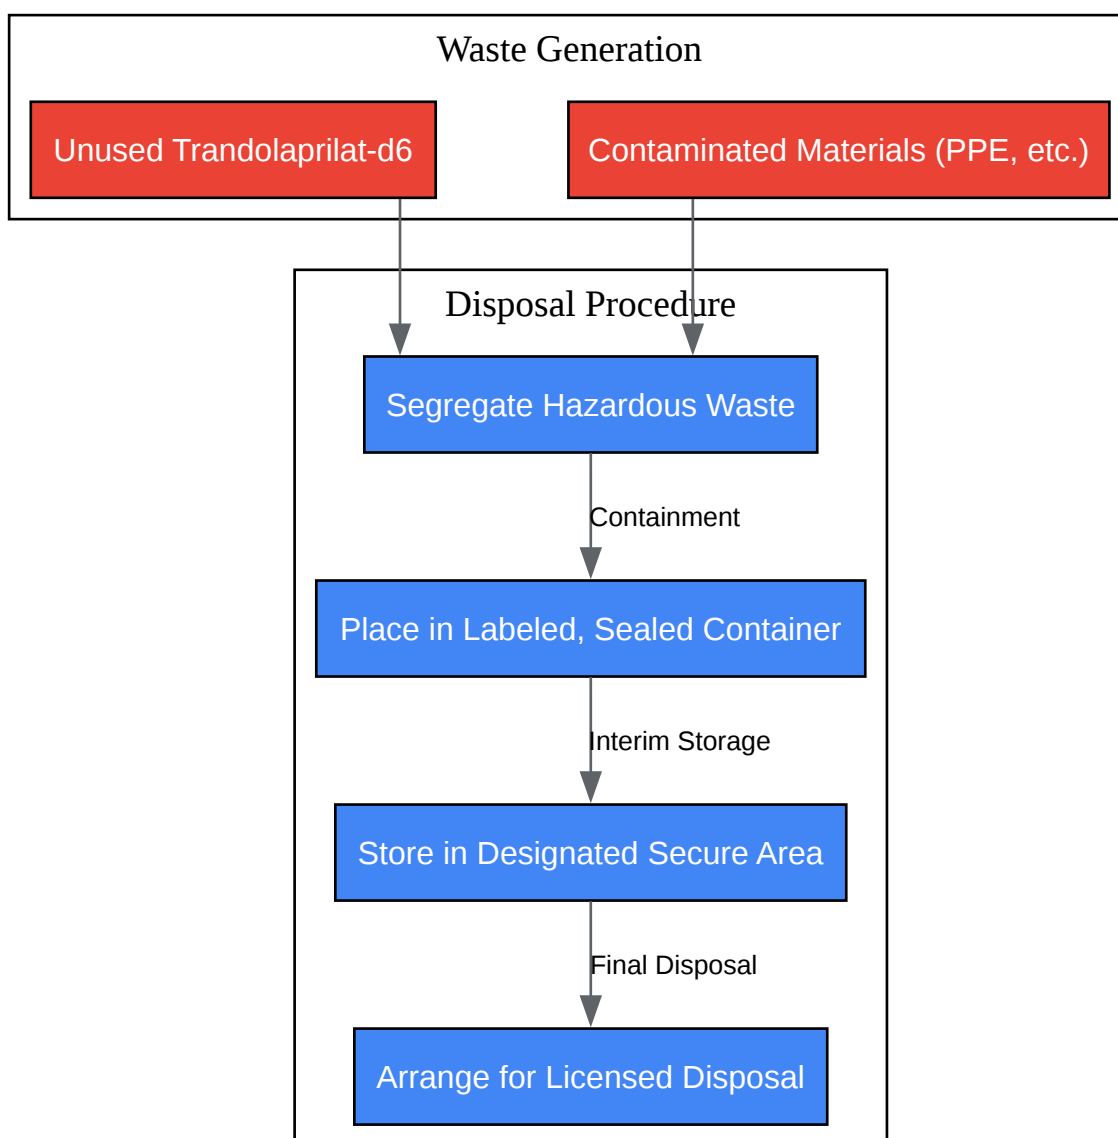 Waste Generation
Unused Trandolaprilat-d6
Contaminated Materials (PPE, etc.)
Disposal Procedure
Segregate Hazardous Waste
Containment
Place in Labeled, Sealed Container
Interim Storage
Store in Designated Secure Area
Final Disposal
Arrange for Licensed Disposal